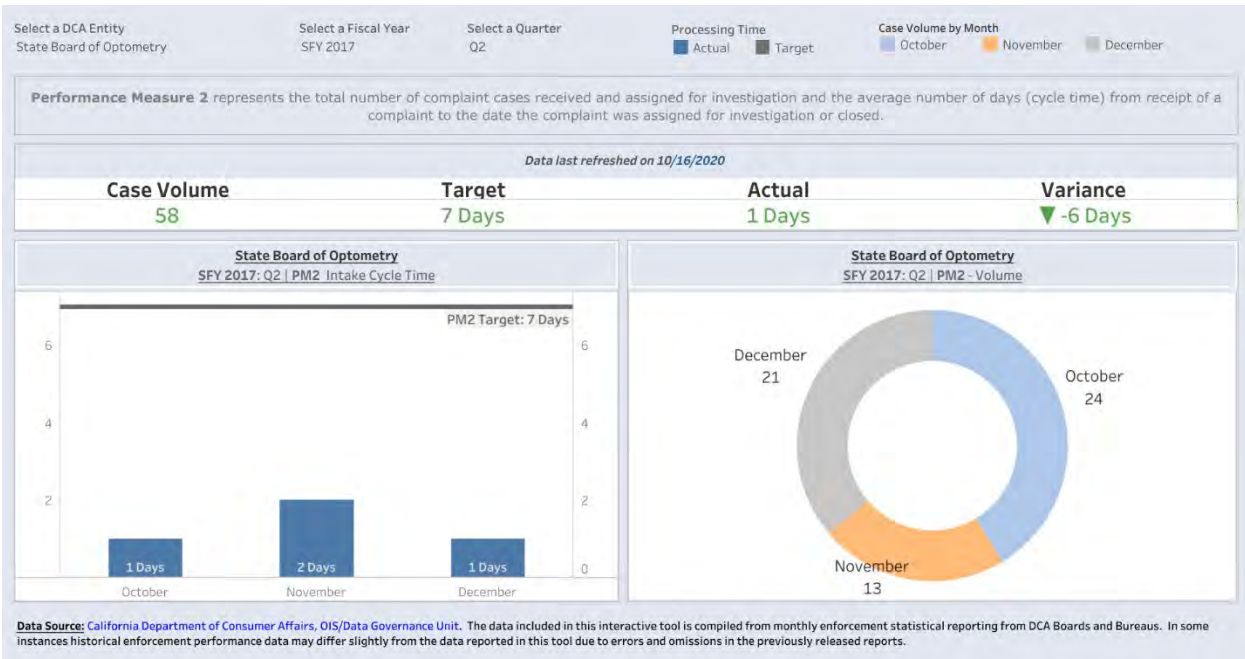 Select a DCA Entity
State Board of Optometry
Select a Fiscal Year
SFY 2017
Select a Quarter
Q2
Processing Time
Actual
Target
Case Volume by Month
October
November
December
Performance Measure 2 represents the total number of complaint cases received and assigned for investigation and the average number of days (cycle time) from receipt of a
complaint to the date the complaint was assigned for investigation or closed.
Data last refreshed on 10/16/2020
Case Volume
Target
Actual
Variance
58
7 Days
1 Days
▼ -6 Days
State Board of Optometry
SFY 2017: Q2 | PM2 Intake Cycle Time
PM2 Target: 7 Days
6
6
4
4
2
2
0
1 Days
2 Days
1 Days
October
November
December
State Board of Optometry
SFY 2017: Q2 | PM2 - Volume
December
21
October
24
November
13
Data Source: California Department of Consumer Affairs, OIS/Data Governance Unit. The data included in this interactive tool is compiled from monthly enforcement statistical reporting from DCA Boards and Bureaus. In some
instances historical enforcement performance data may differ slightly from the data reported in this tool due to errors and omissions in the previously released reports.